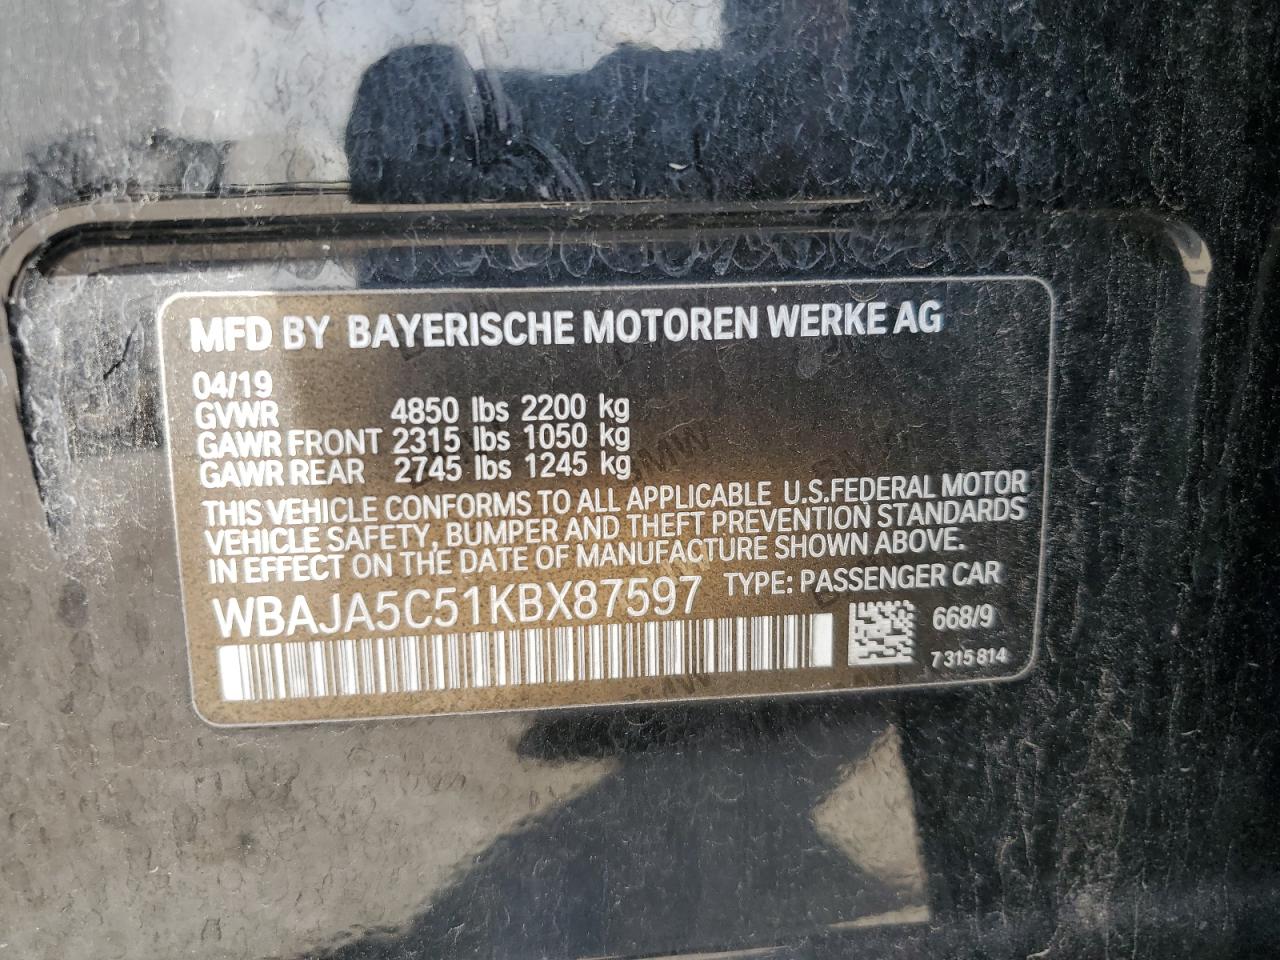 MFD BY BAYERISCHE MOTOREN WERKE AG
04/19
GVWR 4850 lbs 2200 kg
GAWR FRONT 2315 lbs 1050 kg
GAWR REAR 2745 lbs 1245 kg
THIS VEHICLE CONFORMS TO ALL APPLICABLE U.S.FEDERAL MOTOR
VEHICLE SAFETY, BUMPER AND THEFT PREVENTION STANDARDS
IN EFFECT ON THE DATE OF MANUFACTURE SHOWN ABOVE.
WBAJA5C51KBX87597 TYPE: PASSENGER CAR
668/9
7 315 814